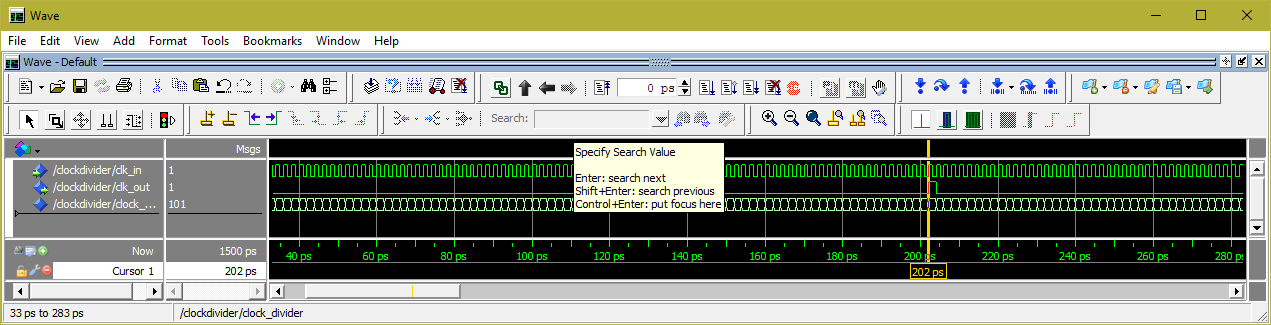 Wave
File Edit View Add Format Tools Bookmarks Window Help
Wave - Default
0 ps
Search:
Msgs
Specify Search Value
Enter: search next
Shift+Enter: search previous
Control+Enter: put focus here
/clockdivider/clk_in 1
/clockdivider/clk_out 1
/clockdivider/clock_... 101
Now 1500 ps
40 ps 60 ps 80 ps 100 ps 120 ps 140 ps 160 ps 180 ps 200 ps 220 ps 240 ps 260 ps 280 ps
Cursor 1 202 ps 202 ps
33 ps to 283 ps /clockdivider/clock_divider